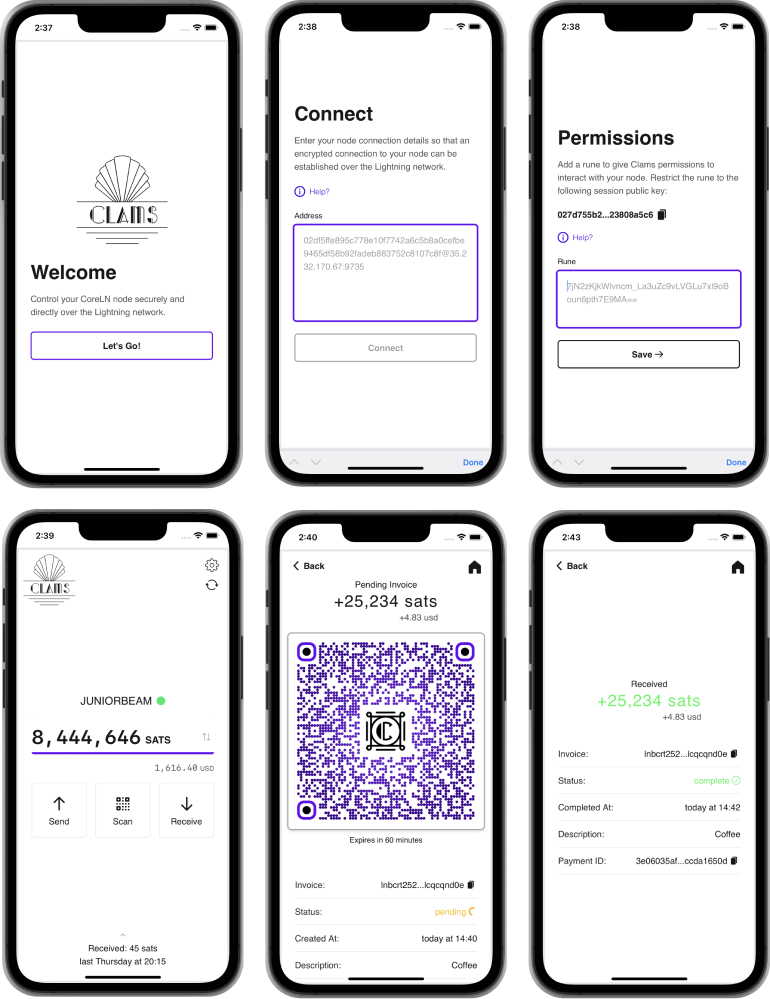 2:37
CLAMS
Welcome
Control your CoreLN node securely and
directly over the Lightning network.
Let's Go!
2:38
Connect
Enter your node connection details so that an
encrypted connection to your node can be
established over the Lightning network.
Help?
Address
02df5ffe895c778e10f7742a6c5b8a0cefbe
9465df58b92fadeb883752c8107c8f@35.2
32.170.67:9735
Connect
Done
2:38
Permissions
Add a rune to give Clams permissions to
interact with your node. Restrict the rune to the
following session public key:
027d755b2...23808a5c6
Help?
Rune
7jN2zKjkWlvncm_La3uZc9vLVGLu7xl9oB
oun6pth7E9MA==
Save →
Done
2:39
CLAMS
JUNIORBEAM
8,444,646 SATS
1,616.40 USD
Send
Scan
Receive
Received: 45 sats
last Thursday at 20:15
2:40
Back
Pending Invoice
+25,234 sats
+4.83 usd
Expires in 60 minutes
Invoice: lnbcrt252...lcqcqnd0e
Status: pending
Created At: today at 14:40
Description: Coffee
2:43
Back
Received
+25,234 sats
+4.83 usd
Invoice: lnbcrt252...lcqcqnd0e
Status: complete
Completed At: today at 14:42
Description: Coffee
Payment ID: 3e06035af...ccda1650d